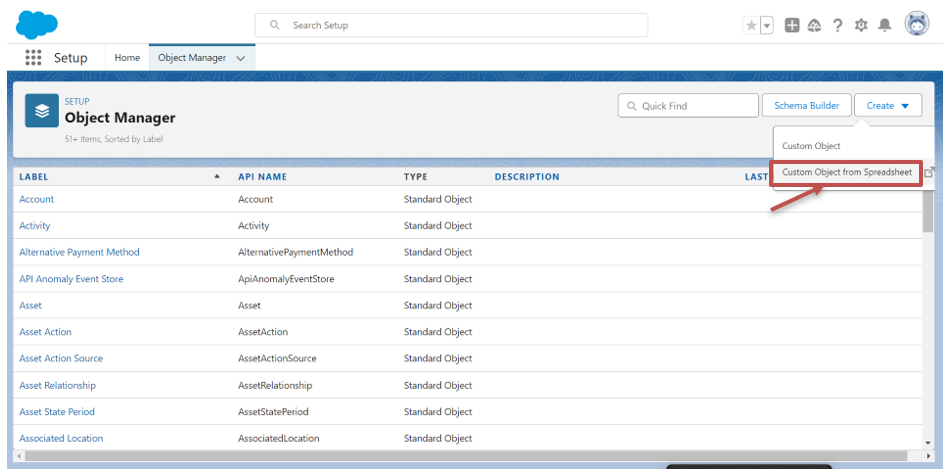 Search Setup
Setup Home Object Manager
SETUP
Object Manager
51+ Items, Sorted by Label
Quick Find Schema Builder Create
Custom Object
Custom Object from Spreadsheet
LABEL API NAME TYPE DESCRIPTION LAST
Account Account Standard Object
Activity Activity Standard Object
Alternative Payment Method AlternativePaymentMethod Standard Object
API Anomaly Event Store ApiAnomalyEventStore Standard Object
Asset Asset Standard Object
Asset Action AssetAction Standard Object
Asset Action Source AssetActionSource Standard Object
Asset Relationship AssetRelationship Standard Object
Asset State Period AssetStatePeriod Standard Object
Associated Location AssociatedLocation Standard Object